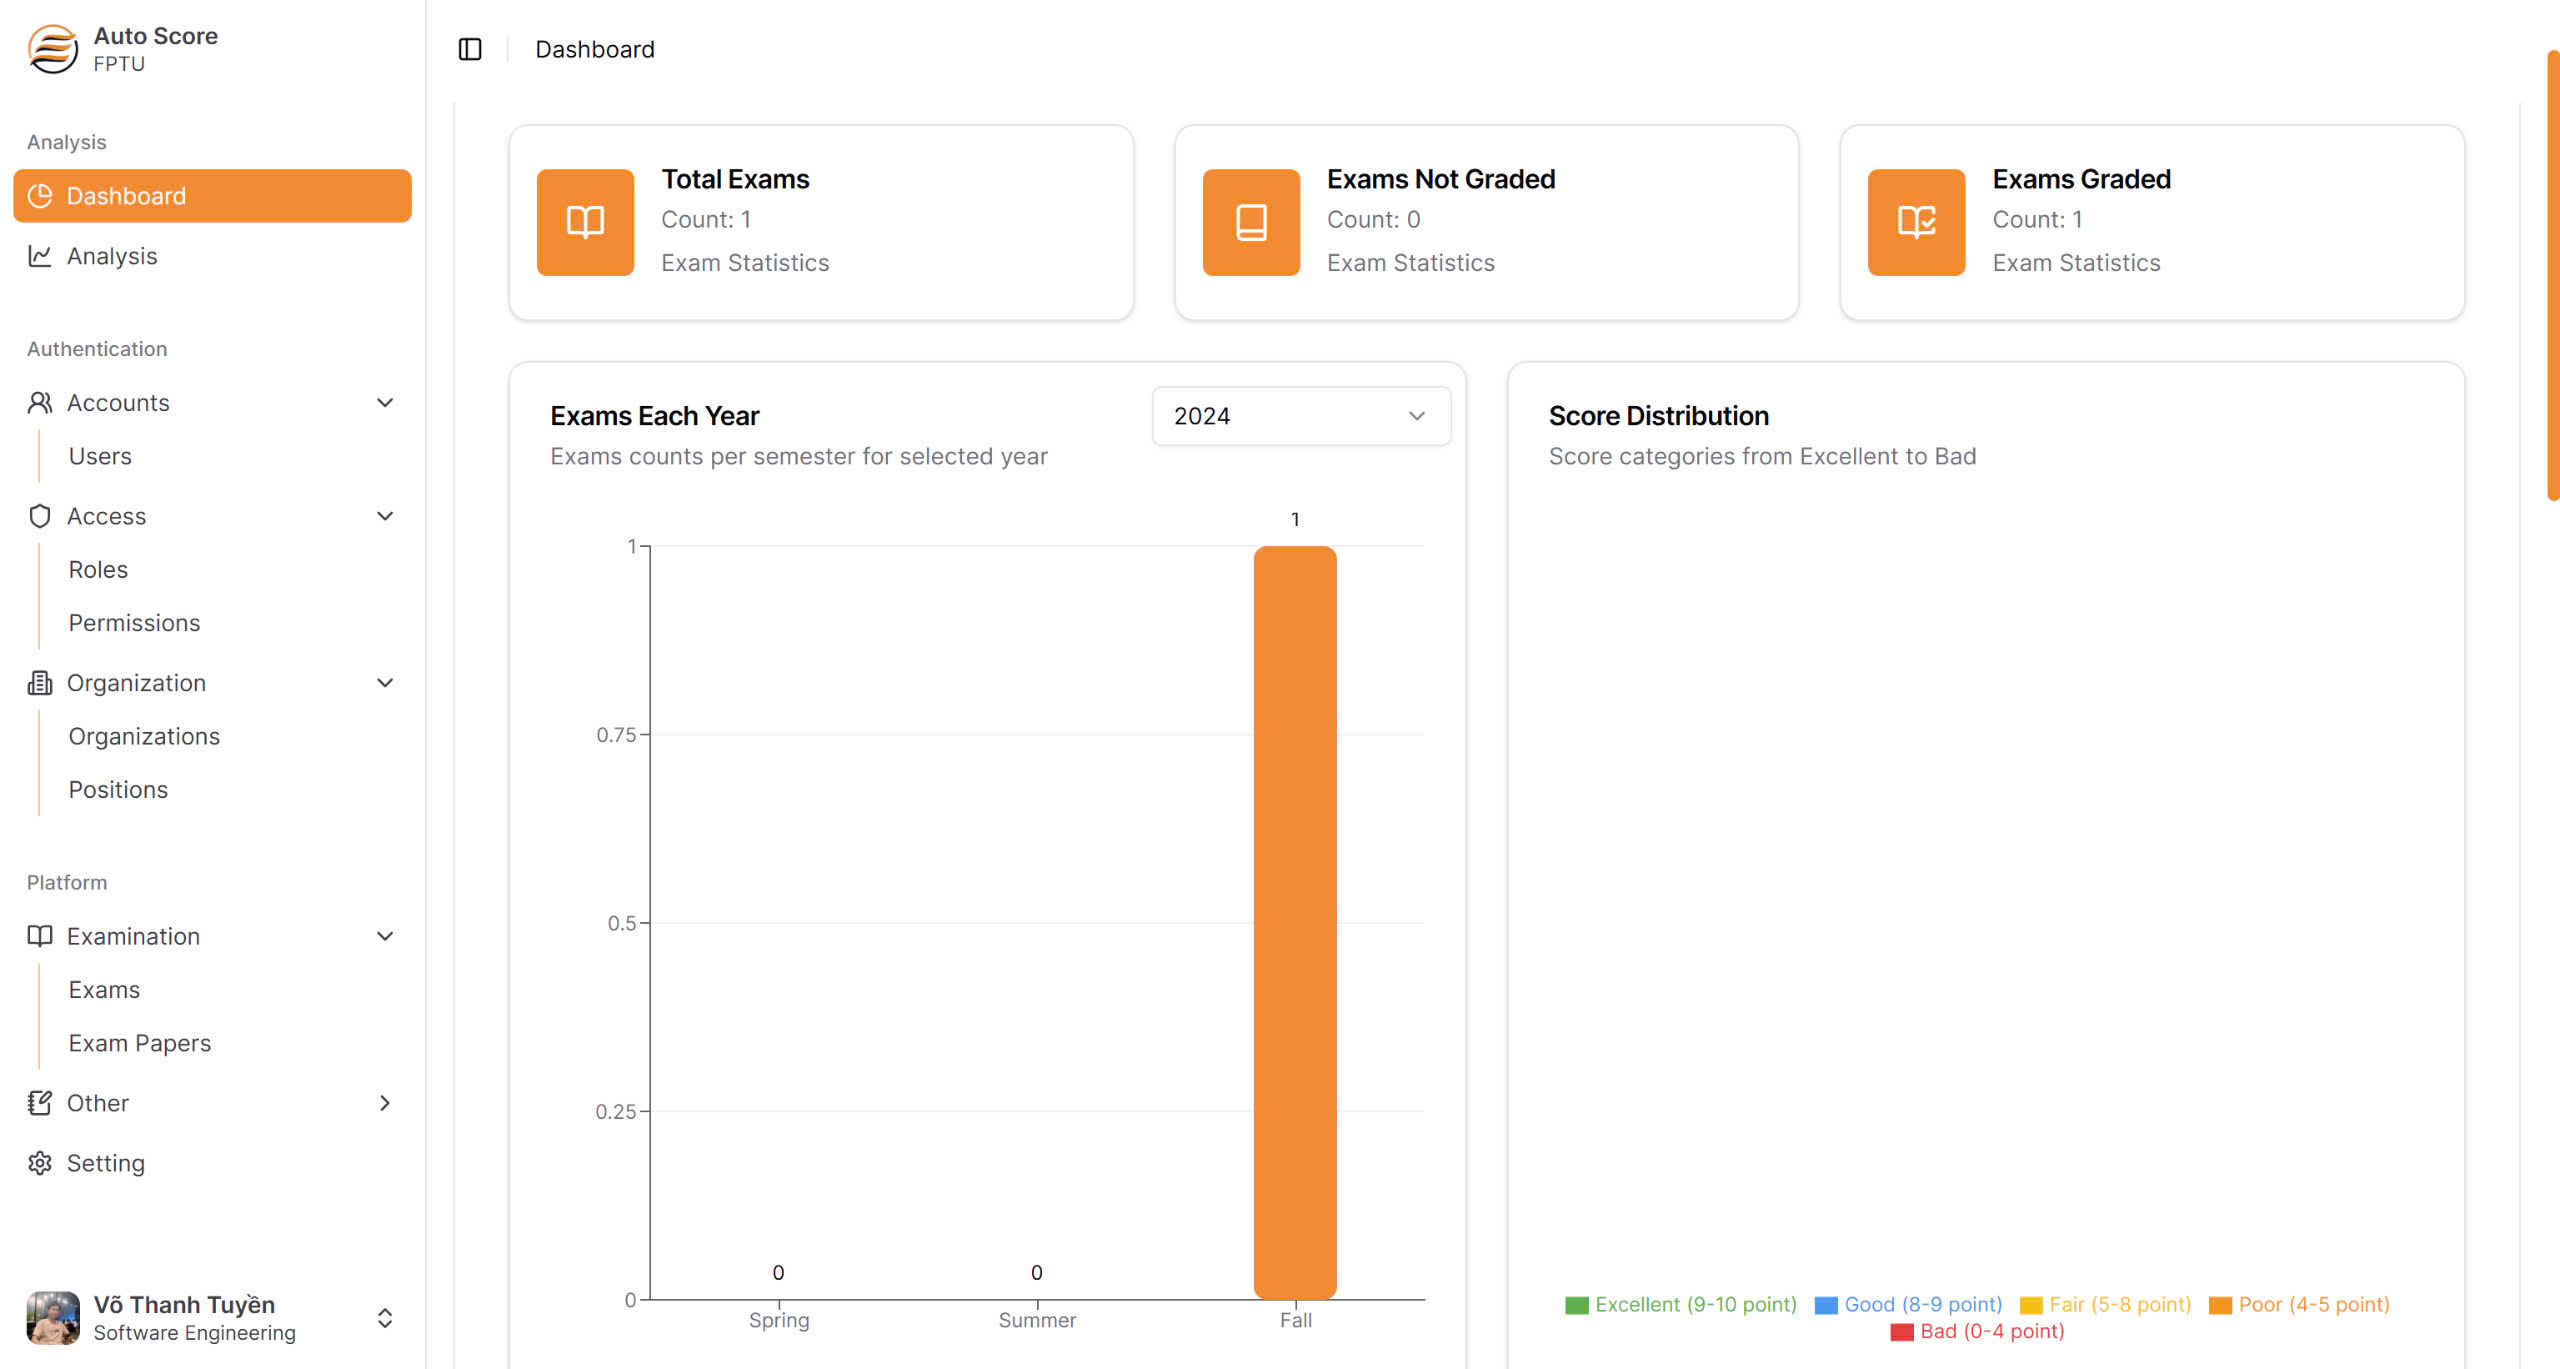 Auto Score
FPTU
Analysis
Dashboard
Analysis
Authentication
Accounts
Users
Access
Roles
Permissions
Organization
Organizations
Positions
Platform
Examination
Exams
Exam Papers
Other
Setting
Võ Thanh Tuyền
Software Engineering
Dashboard
Total Exams
Count: 1
Exam Statistics
Exams Not Graded
Count: 0
Exam Statistics
Exams Graded
Count: 1
Exam Statistics
Exams Each Year
Exams counts per semester for selected year
2024
1
1
0.75
0.5
0.25
0
0
0
Spring
Summer
Fall
Score Distribution
Score categories from Excellent to Bad
Excellent (9-10 point) Good (8-9 point) Fair (5-8 point) Poor (4-5 point)
Bad (0-4 point)